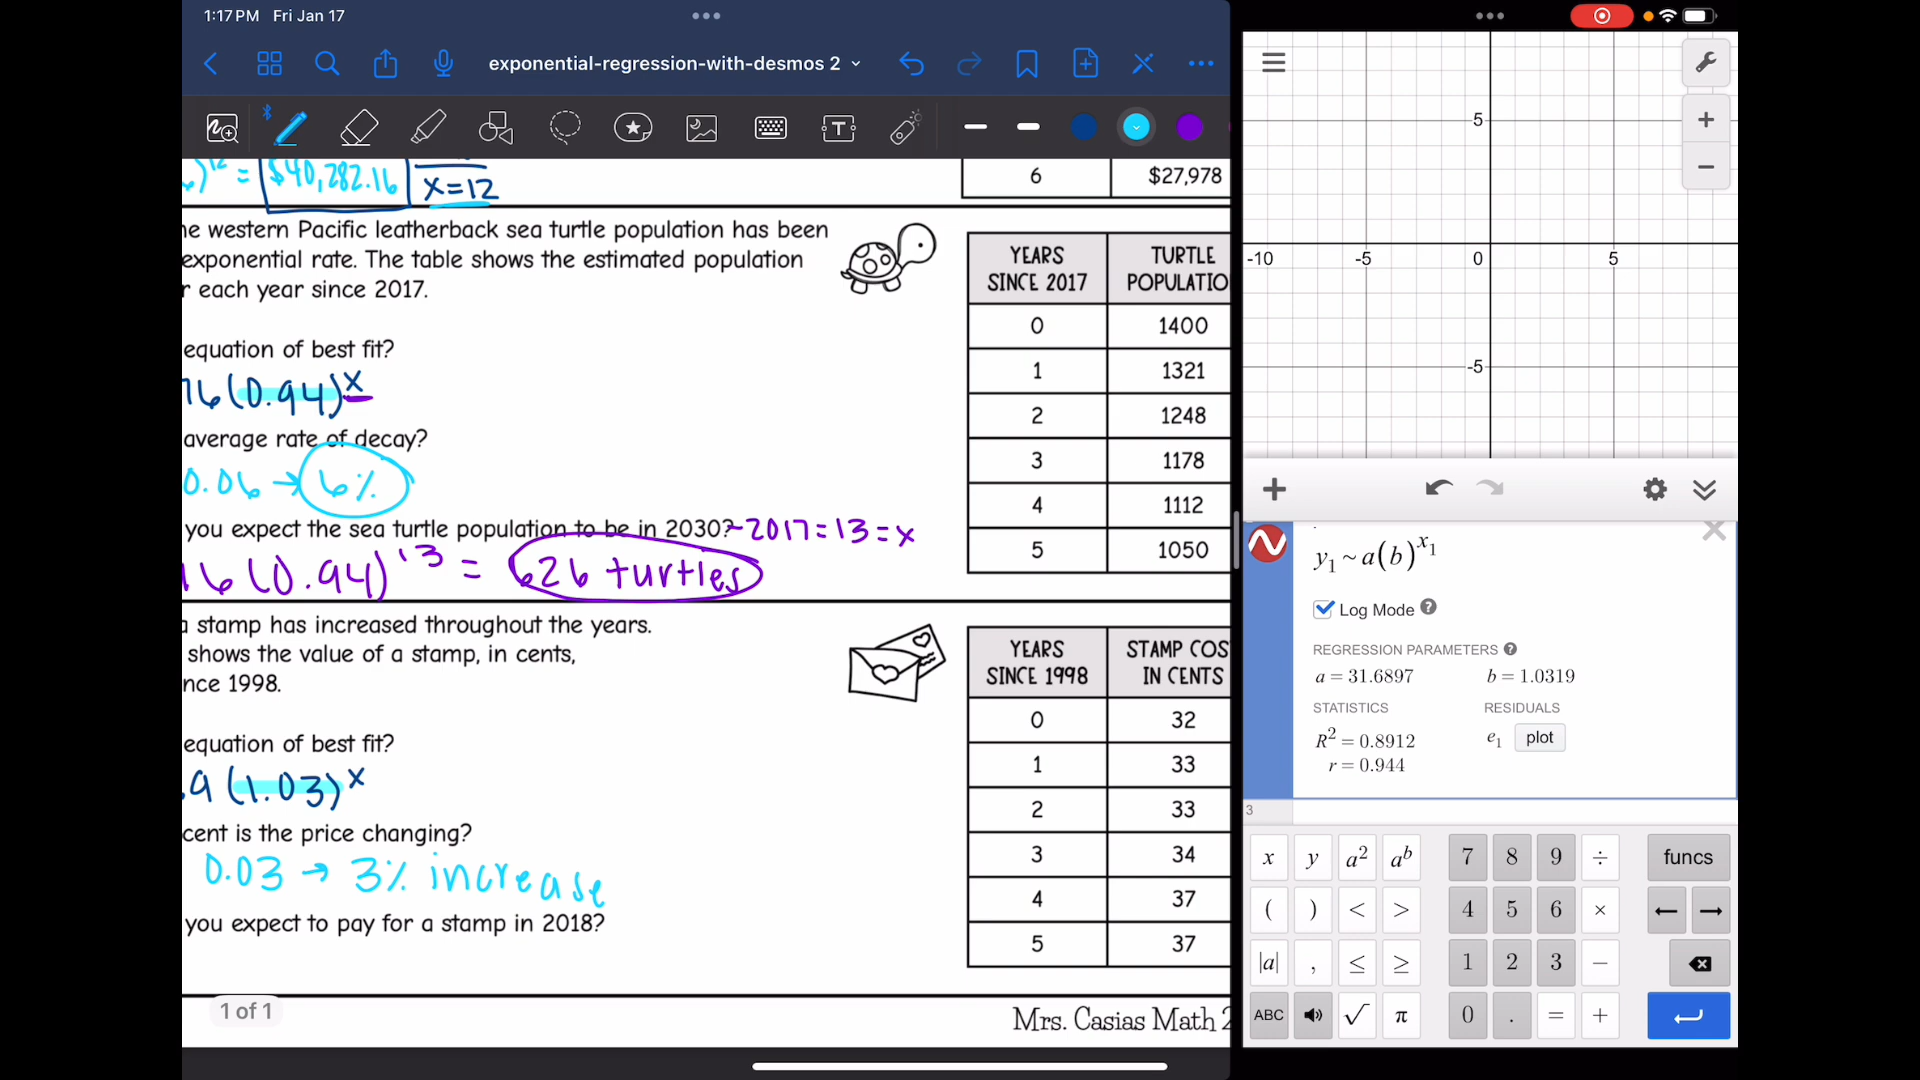 1:17 PM Fri Jan 17
exponential-regression-with-desmos 2
)¹² = $40,282.16 x=12
6 $27,978
he western Pacific leatherback sea turtle population has been
exponential rate. The table shows the estimated population
r each year since 2017.
equation of best fit?
16(0.94)^x
average rate of decay?
0.06 → 6%
you expect the sea turtle population to be in 2030? -2017=13=x
16(0.94)^13 = 626 turtles
YEARS SINCE 2017 TURTLE POPULATIO
0 1400
1 1321
2 1248
3 1178
4 1112
5 1050
a stamp has increased throughout the years.
shows the value of a stamp, in cents,
nce 1998.
equation of best fit?
.9(1.03)^x
cent is the price changing?
0.03 → 3% increase
you expect to pay for a stamp in 2018?
YEARS SINCE 1998 STAMP COS IN CENTS
0 32
1 33
2 33
3 34
4 37
5 37
1 of 1
Mrs. Casias Math 2
5
-10 -5 0 5
-5
y₁ ~ a(b)^x₁
Log Mode ?
REGRESSION PARAMETERS ?
a = 31.6897 b = 1.0319
STATISTICS RESIDUALS
R² = 0.8912 e₁ plot
r = 0.944
3
x y a² a^b 7 8 9 ÷ funcs
( ) < > 4 5 6 × ← →
|a| , ≤ ≥ 1 2 3 −
ABC √ π 0 . = +